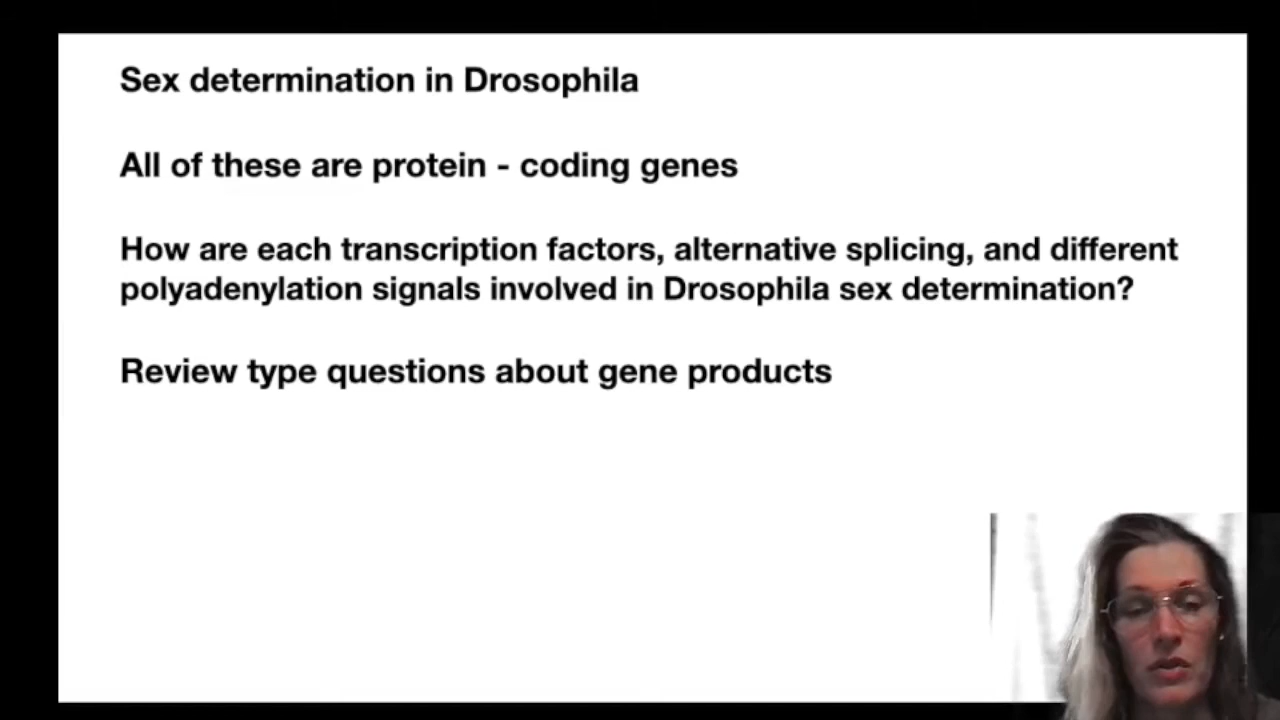 Sex determination in Drosophila
All of these are protein - coding genes
How are each transcription factors, alternative splicing, and different
polyadenylation signals involved in Drosophila sex determination?
Review type questions about gene products